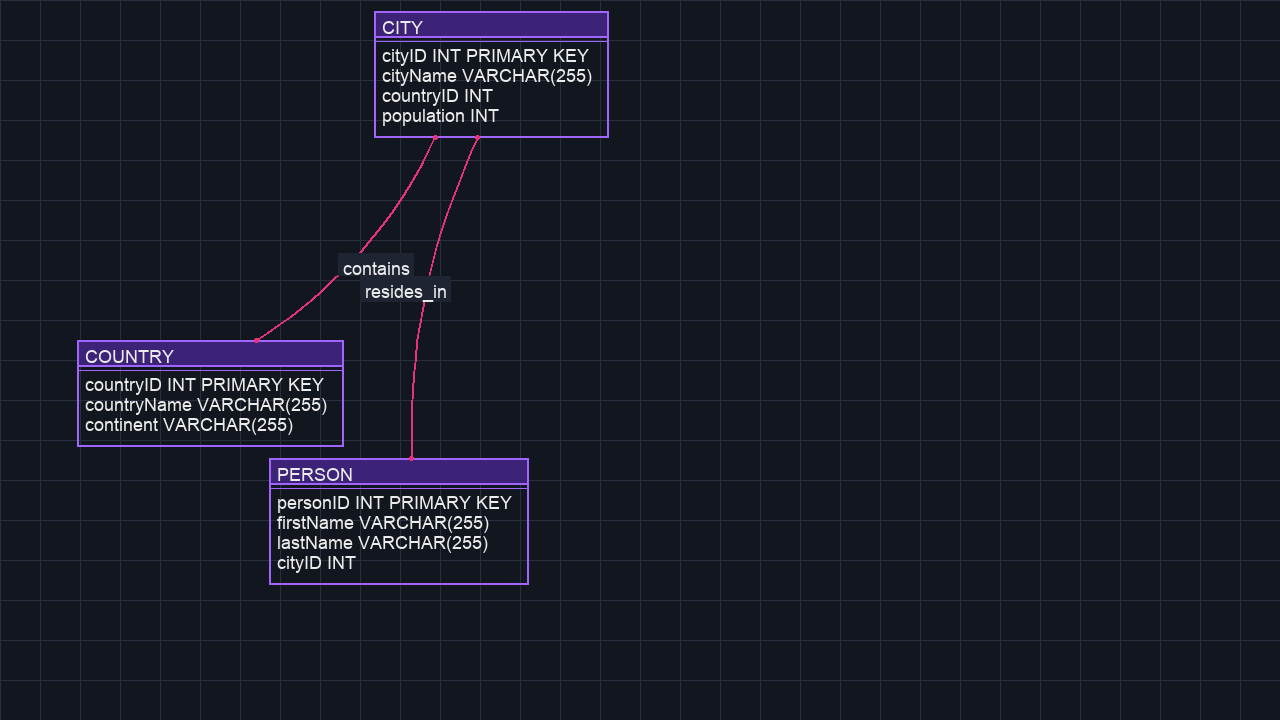 CITY
cityID INT PRIMARY KEY
cityName VARCHAR(255)
countryID INT
population INT
contains
resides_in
COUNTRY
countryID INT PRIMARY KEY
countryName VARCHAR(255)
continent VARCHAR(255)
PERSON
personID INT PRIMARY KEY
firstName VARCHAR(255)
lastName VARCHAR(255)
cityID INT